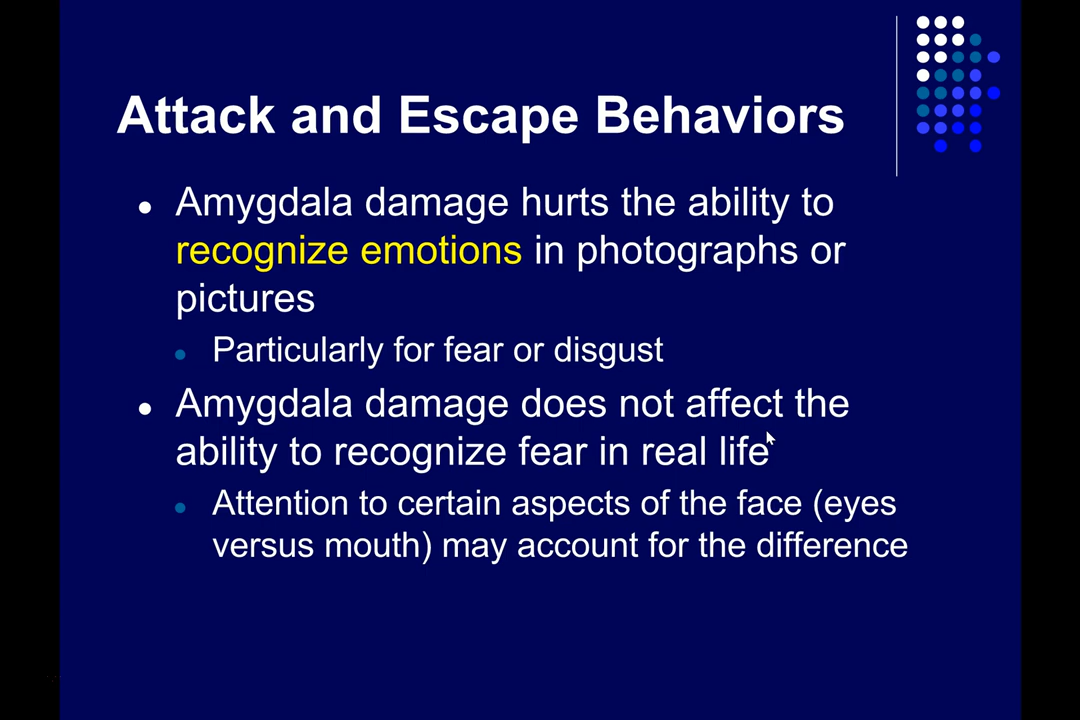 Attack and Escape Behaviors
Amygdala damage hurts the ability to
recognize emotions in photographs or
pictures
Particularly for fear or disgust
Amygdala damage does not affect the
ability to recognize fear in real life
Attention to certain aspects of the face (eyes
versus mouth) may account for the difference